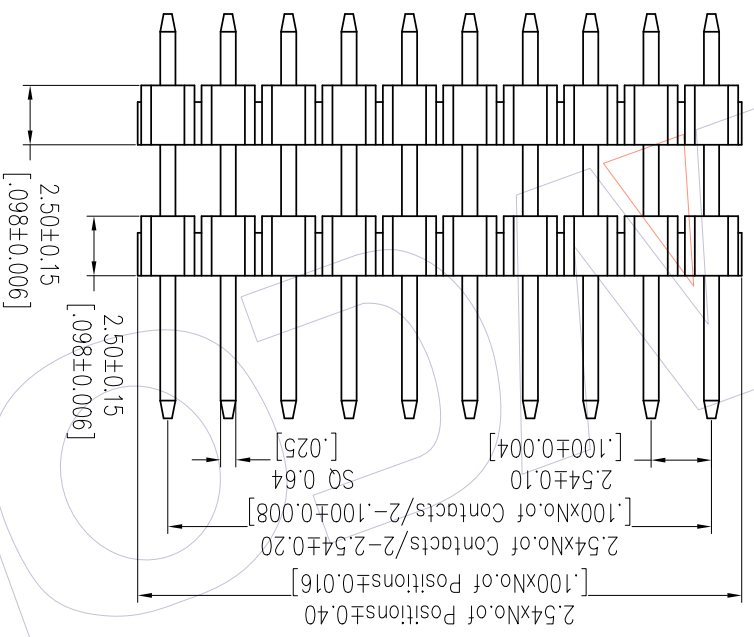 2.54xNo.of Positions±0.40
[.100xNo.of Positions±0.016]
2.54xNo.of Contacts/2-2.54±0.20
[.100xNo.of Contacts/2-.100±0.008]
2.54±0.10
[.100±0.004]
SQ 0.64
[.025]
2.50±0.15
[.098±0.006]
2.50±0.15
[.098±0.006]